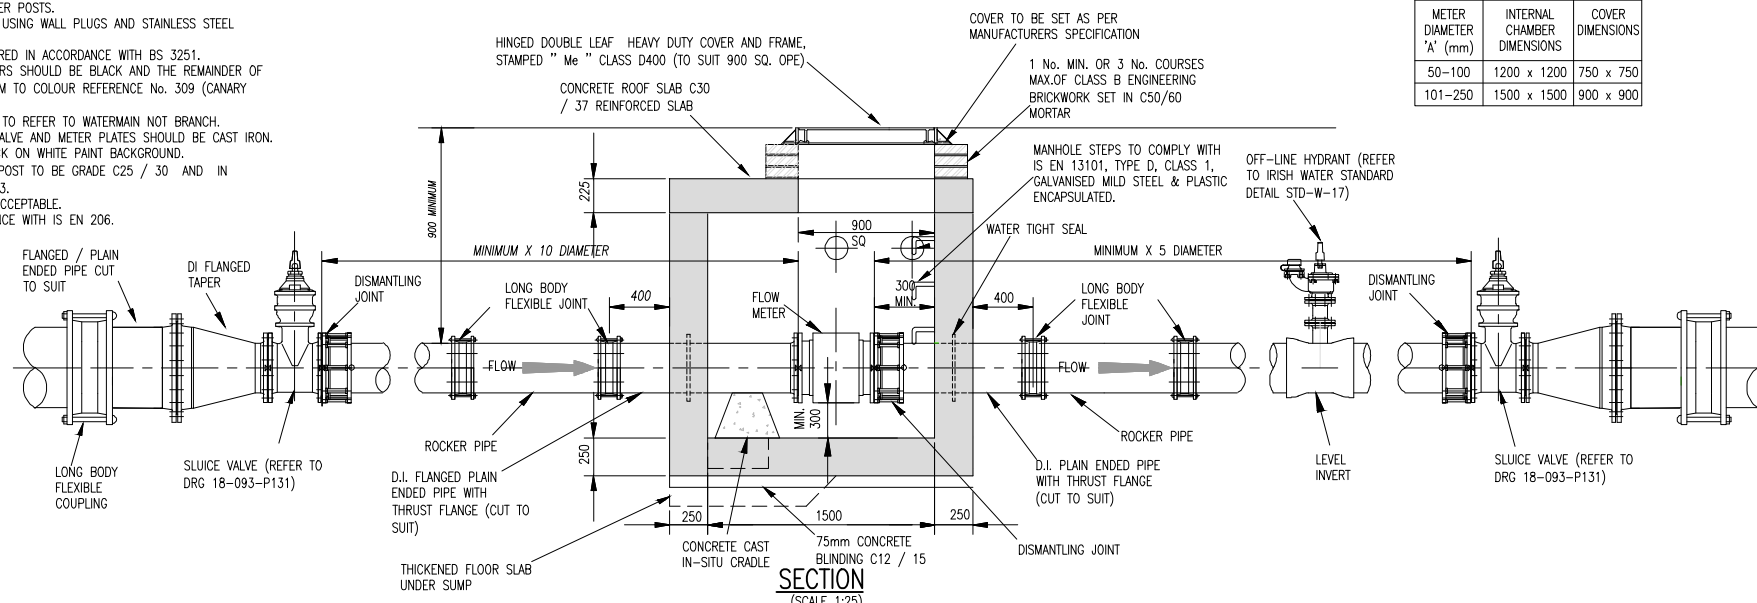 ER POSTS.
USING WALL PLUGS AND STAINLESS STEEL
RED IN ACCORDANCE WITH BS 3251.
RS SHOULD BE BLACK AND THE REMAINDER OF
M TO COLOUR REFERENCE No. 309 (CANARY
TO REFER TO WATERMAIN NOT BRANCH.
ALVE AND METER PLATES SHOULD BE CAST IRON.
CK ON WHITE PAINT BACKGROUND.
POST TO BE GRADE C25 / 30 AND IN
3.
CCEPTABLE.
NCE WITH IS EN 206.
METER
DIAMETER
'A' (mm)
INTERNAL
CHAMBER
DIMENSIONS
COVER
DIMENSIONS
50-100
1200 x 1200
750 x 750
101-250
1500 x 1500
900 x 900
HINGED DOUBLE LEAF HEAVY DUTY COVER AND FRAME,
STAMPED " Me " CLASS D400 (TO SUIT 900 SQ. OPE)
COVER TO BE SET AS PER
MANUFACTURERS SPECIFICATION
1 No. MIN. OR 3 No. COURSES
MAX.OF CLASS B ENGINEERING
BRICKWORK SET IN C50/60
MORTAR
CONCRETE ROOF SLAB C30
/ 37 REINFORCED SLAB
MANHOLE STEPS TO COMPLY WITH
IS EN 13101, TYPE D, CLASS 1,
GALVANISED MILD STEEL & PLASTIC
ENCAPSULATED.
OFF-LINE HYDRANT (REFER
TO IRISH WATER STANDARD
DETAIL STD-W-17)
900 MINIMUM
225
900
SQ
WATER TIGHT SEAL
FLANGED / PLAIN
ENDED PIPE CUT
TO SUIT
DI FLANGED
TAPER
MINIMUM X 10 DIAMETER
MINIMUM X 5 DIAMETER
DISMANTLING
JOINT
LONG BODY
FLEXIBLE JOINT
400
FLOW
METER
300
MIN.
400
LONG BODY
FLEXIBLE
JOINT
DISMANTLING
JOINT
FLOW
FLOW
MIN.
300
ROCKER PIPE
ROCKER PIPE
250
LONG BODY
FLEXIBLE
COUPLING
SLUICE VALVE (REFER TO
DRG 18-093-P131)
D.I. FLANGED PLAIN
ENDED PIPE WITH
THRUST FLANGE (CUT TO
SUIT)
D.I. PLAIN ENDED PIPE
WITH THRUST FLANGE
(CUT TO SUIT)
LEVEL
INVERT
SLUICE VALVE (REFER TO
DRG 18-093-P131)
250
1500
250
THICKENED FLOOR SLAB
UNDER SUMP
CONCRETE CAST
IN-SITU CRADLE
75mm CONCRETE
BLINDING C12 / 15
DISMANTLING JOINT
SECTION
(SCALE 1:25)